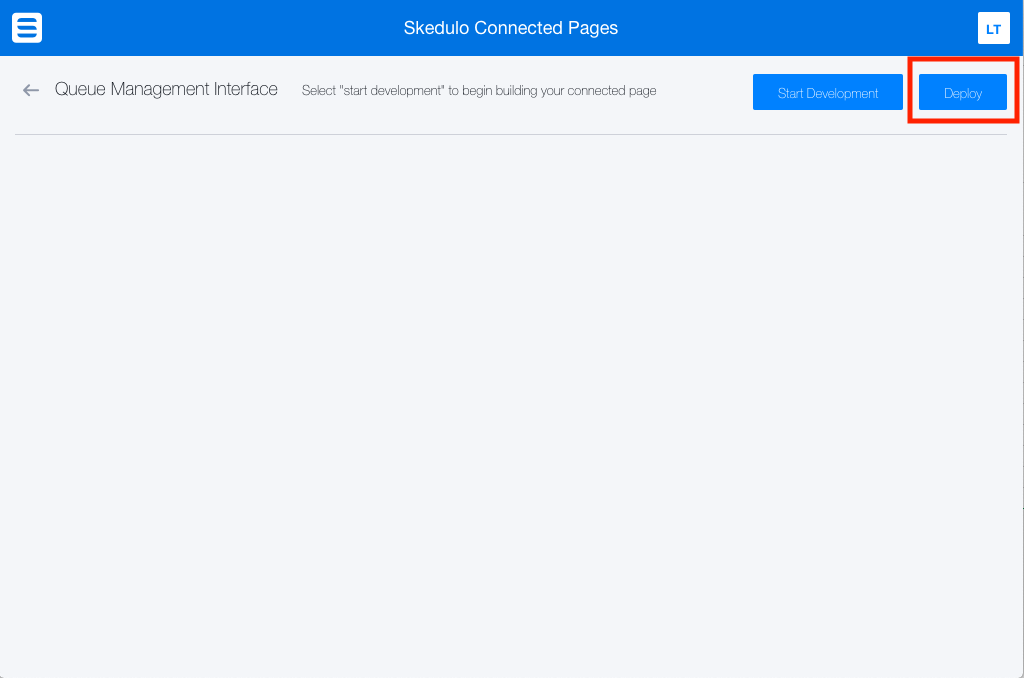 Skedulo Connected Pages
LT
Queue Management Interface
Select "start development" to begin building your connected page
Start Development
Deploy